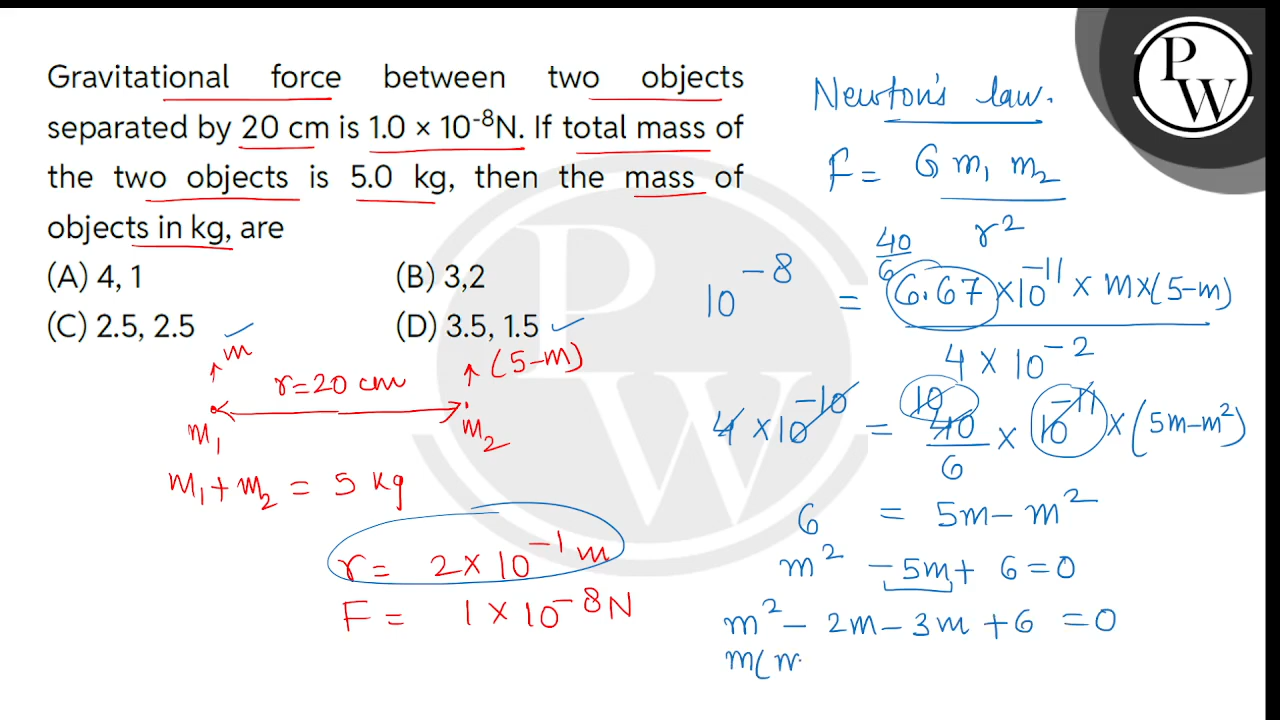 Gravitational force between two objects
separated by 20 cm is 1.0 × 10⁻⁸N. If total mass of
the two objects is 5.0 kg, then the mass of
objects in kg, are
(A) 4, 1 (B) 3,2
(C) 2.5, 2.5 (D) 3.5, 1.5
m (5-m)
r=20 cm
m₁ m₂
m₁+m₂ = 5 kg
r= 2×10⁻¹ m
F= 1×10⁻⁸N
PW
Newton's law.
F= G m₁ m₂
r²
40
6
10⁻⁸ = 6.67×10⁻¹¹ × m×(5-m)
4×10⁻²
10
4×10⁻¹⁰ = 40 × 10⁻¹¹ ×(5m-m²)
6
6 = 5m-m²
m² -5m+ 6=0
m²- 2m-3m+6 =0
m(m
PW